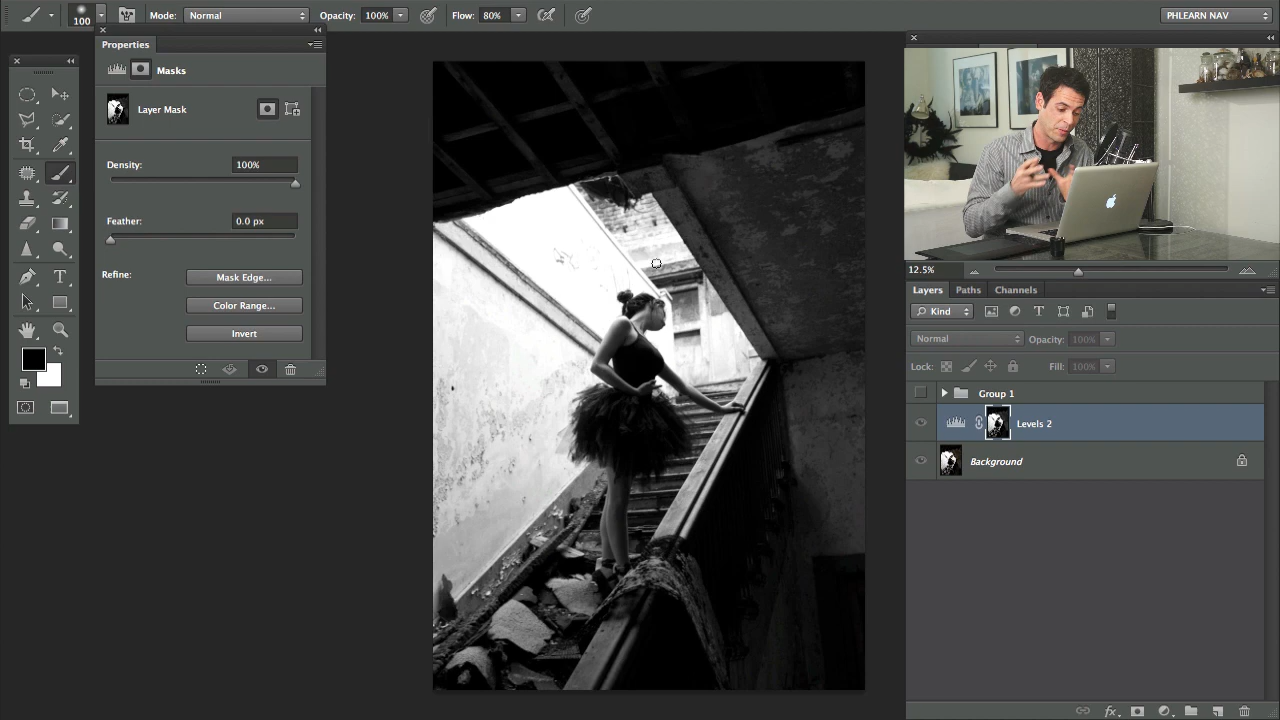 100
Mode: Normal
Opacity: 100%
Flow: 80%
PHLEARN NAV
Properties
Masks
Layer Mask
Density: 100%
Feather: 0.0 px
Refine:
Mask Edge...
Color Range...
Invert
12.5%
Layers Paths Channels
Kind
Normal
Opacity: 100%
Lock:
Fill: 100%
Group 1
Levels 2
Background